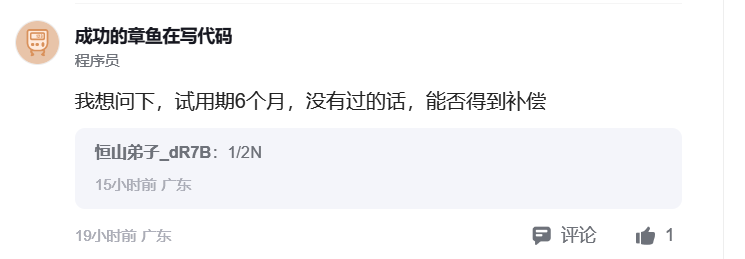 成功的章鱼在写代码
程序员
我想问下，试用期6个月，没有过的话，能否得到补偿
恒山弟子_dR7B：1/2N
15小时前 广东
19小时前 广东
评论
1